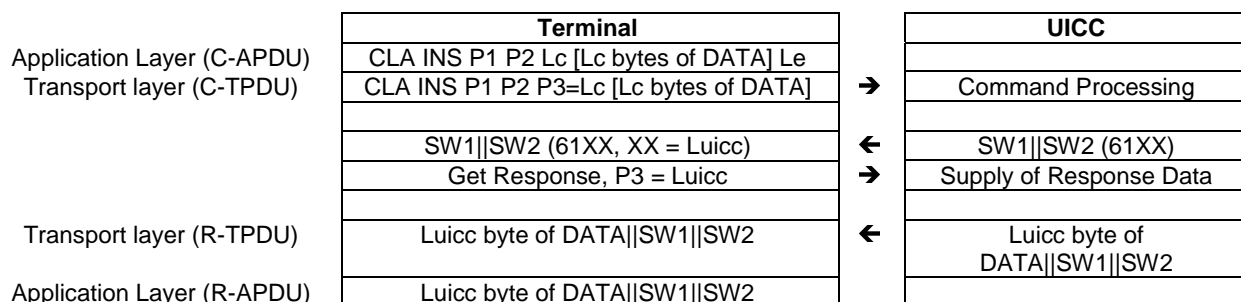 Terminal UICC
Application Layer (C-APDU) CLA INS P1 P2 Lc [Lc bytes of DATA] Le
Transport layer (C-TPDU) CLA INS P1 P2 P3=Lc [Lc bytes of DATA] → Command Processing
SW1||SW2 (61XX, XX = Luicc) ← SW1||SW2 (61XX)
Get Response, P3 = Luicc → Supply of Response Data
Transport layer (R-TPDU) Luicc byte of DATA||SW1||SW2 ← Luicc byte of
DATA||SW1||SW2
Application Layer (R-APDU) Luicc byte of DATA||SW1||SW2